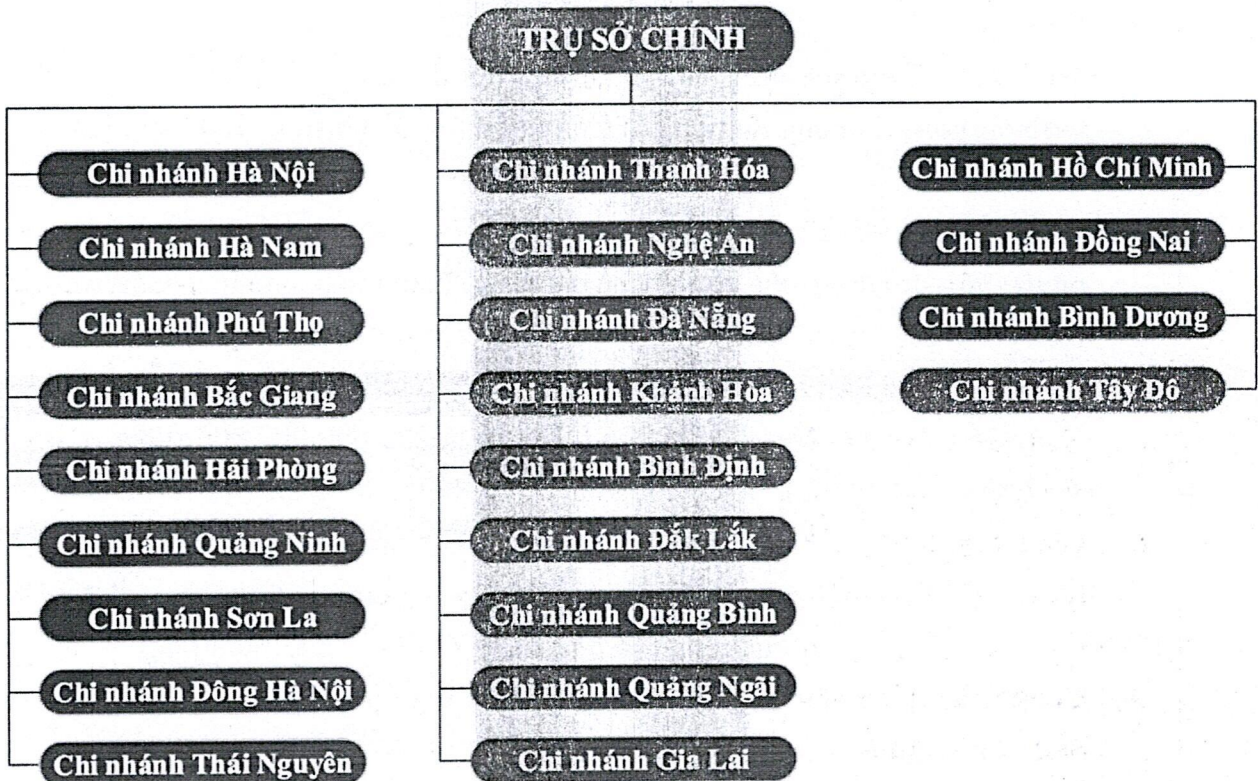 TRỤ SỞ CHÍNH
Chi nhánh Hà Nội
Chi nhánh Hà Nam
Chi nhánh Phú Thọ
Chi nhánh Bắc Giang
Chi nhánh Hải Phòng
Chi nhánh Quảng Ninh
Chi nhánh Sơn La
Chi nhánh Đông Hà Nội
Chi nhánh Thái Nguyên
Chi nhánh Thanh Hóa
Chi nhánh Nghệ An
Chi nhánh Đà Nẵng
Chi nhánh Khánh Hòa
Chi nhánh Bình Định
Chi nhánh Đắk Lắk
Chi nhánh Quảng Bình
Chi nhánh Quảng Ngãi
Chi nhánh Gia Lai
Chi nhánh Hồ Chí Minh
Chi nhánh Đồng Nai
Chi nhánh Bình Dương
Chi nhánh Tây Đô